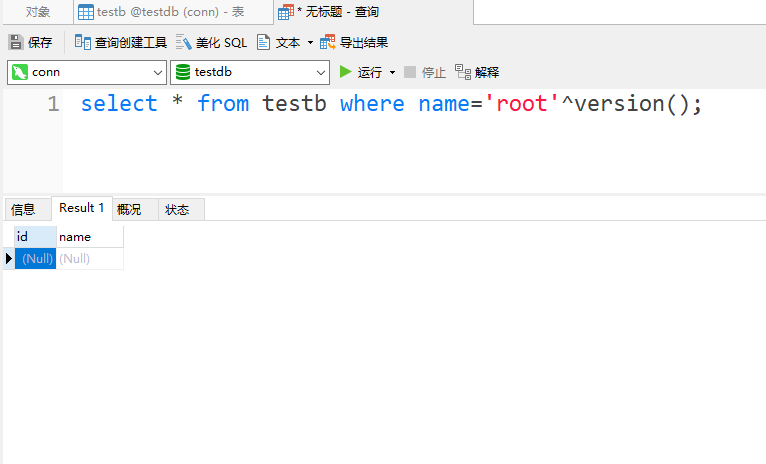 对象 testb @testdb (conn) - 表 * 无标题 - 查询
保存 查询创建工具 美化 SQL 文本 导出结果
conn testdb 运行 停止 解释
1 select * from testb where name='root'^version();
信息 Result 1 概况 状态
id name
(Null) (Null)